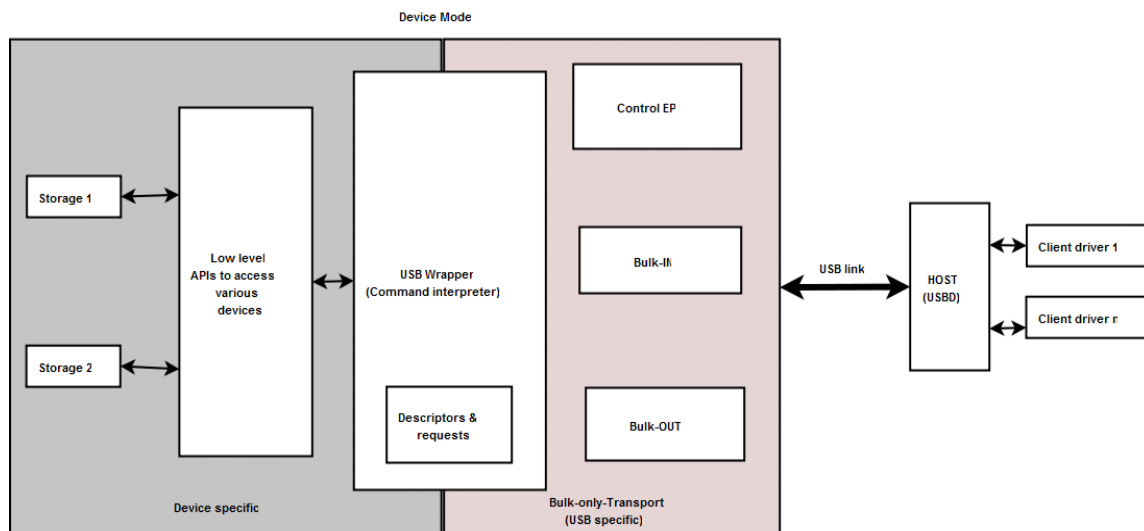 Device Mode
Control EP
Storage 1
Low level
APIs to access
various
devices
USB Wrapper
(Command interpreter)
Bulk-IN
USB link
HOST
(USBD)
Client driver 1
Client driver n
Storage 2
Descriptors &
requests
Bulk-OUT
Device specific
Bulk-only-Transport
(USB specific)